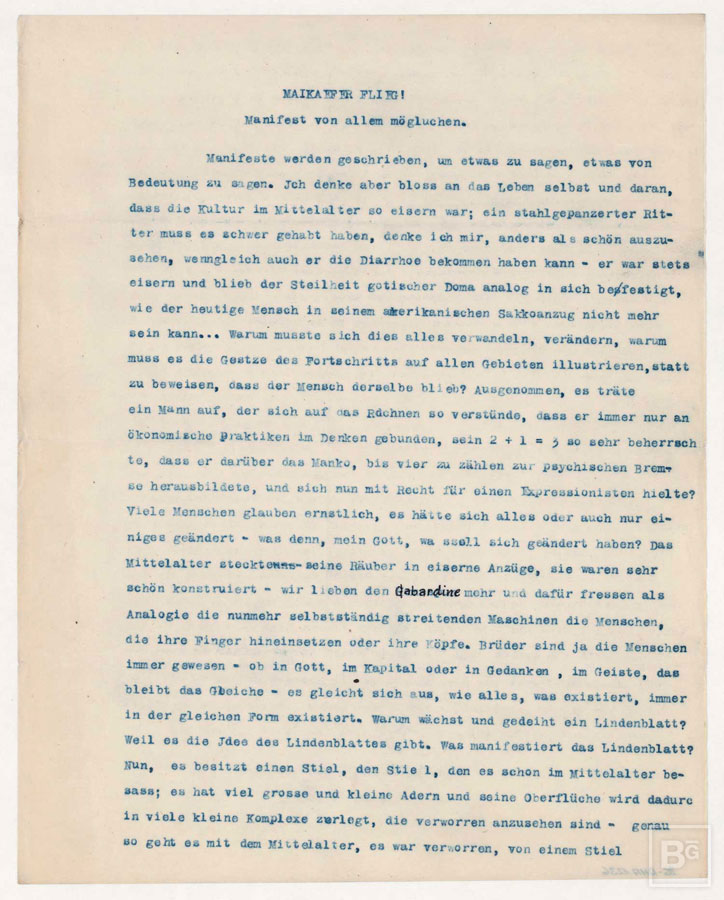 MAIKAEFER FLIEG!
Manifest von allem mögluchen.
Manifeste werden geschrieben, um etwas zu sagen, etwas von
Bedeutung zu sagen. Jch denke aber bloss an das Leben selbst und daran,
dass die Kultur im Mittelalter so eisern war; ein stahlgepanzerter Rit-
ter muss es schwer gehabt haben, denke ich mir, anders als schön auszu-
sehen, wenngleich auch er die Diarrhoe bekommen haben kann - er war stets
eisern und blieb der Steilheit gotischer Doma analog in sich befestigt,
wie der heutige Mensch in seinem amerikanischen Sakkoanzug nicht mehr
sein kann... Warum musste sich dies alles verwandeln, verändern, warum
muss es die Gestze des Fortschritts auf allen Gebieten illustrieren,statt
zu beweisen, dass der Mensch derselbe blieb? Ausgenommen, es träte
ein Mann auf, der sich auf das Rdchnen so verstünde, dass er immer nur an
ökonomische Praktiken im Denken gebunden, sein 2 + 1 = 3 so sehr beherrsch
te, dass er darüber das Manko, bis vier zu zählen zur psychischen Brem-
se herausbildete, und sich nun mit Recht für einen Expressionisten hielte?
Viele Menschen glauben ernstlich, es hätte sich alles oder auch nur ei-
niges geändert - was denn, mein Gott, wa ssoll sich geändert haben? Das
Mittelalter steckte seine Räuber in eiserne Anzüge, sie waren sehr
schön konstruiert - wir lieben den Gabardine mehr und dafür fressen als
Analogie die nunmehr selbstständig streitenden Maschinen die Menschen,
die ihre Finger hineinsetzen oder ihre Köpfe. Brüder sind ja die Menschen
immer gewesen - ob in Gott, im Kapital oder in Gedanken , im Geiste, das
bleibt das Gleiche - es gleicht sich aus, wie alles, was existiert, immer
in der gleichen Form existiert. Warum wächst und gedeiht ein Lindenblatt?
Weil es die Jdee des Lindenblattes gibt. Was manifestiert das Lindenblatt?
Nun, es besitzt einen Stiel, den Stie l, den es schon im Mittelalter be-
sass; es hat viel grosse und kleine Adern und seine Oberflüche wird dadurc
in viele kleine Komplexe zerlegt, die verworren anzusehen sind - genau
so geht es mit dem Mittelalter, es war verworren, von einem Stiel
BG